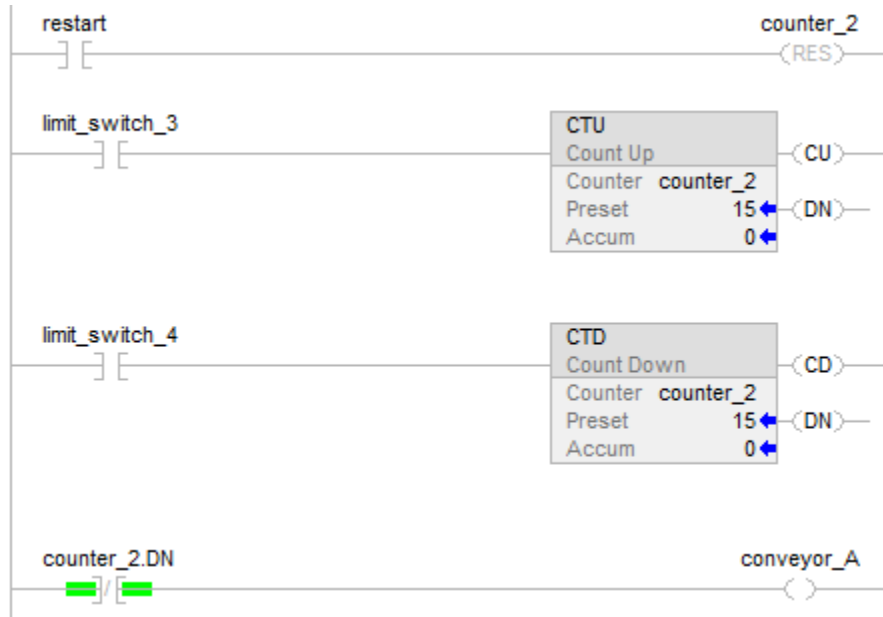 restart counter_2
(RES)
limit_switch_3 CTU
Count Up (CU)
Counter counter_2
Preset 15 (DN)
Accum 0
limit_switch_4 CTD
Count Down (CD)
Counter counter_2
Preset 15 (DN)
Accum 0
counter_2.DN conveyor_A
/